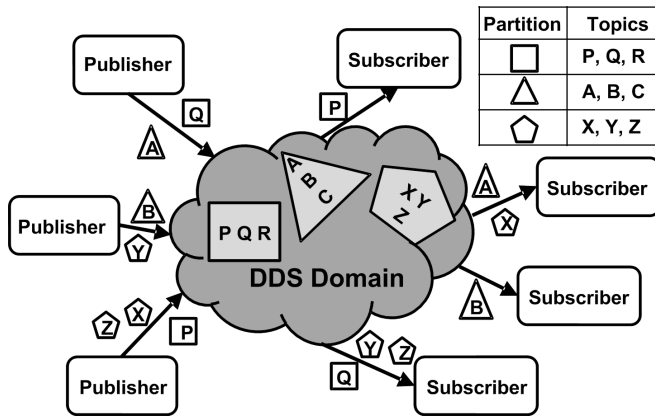 Publisher
Subscriber
Partition Topics
P, Q, R
A, B, C
X, Y, Z
Q
A
P
A
B
C
X Y
Z
P Q R
DDS Domain
Publisher
B
Y
A
X
Subscriber
B
Subscriber
Z X
P
Publisher
Y Z
Q
Subscriber